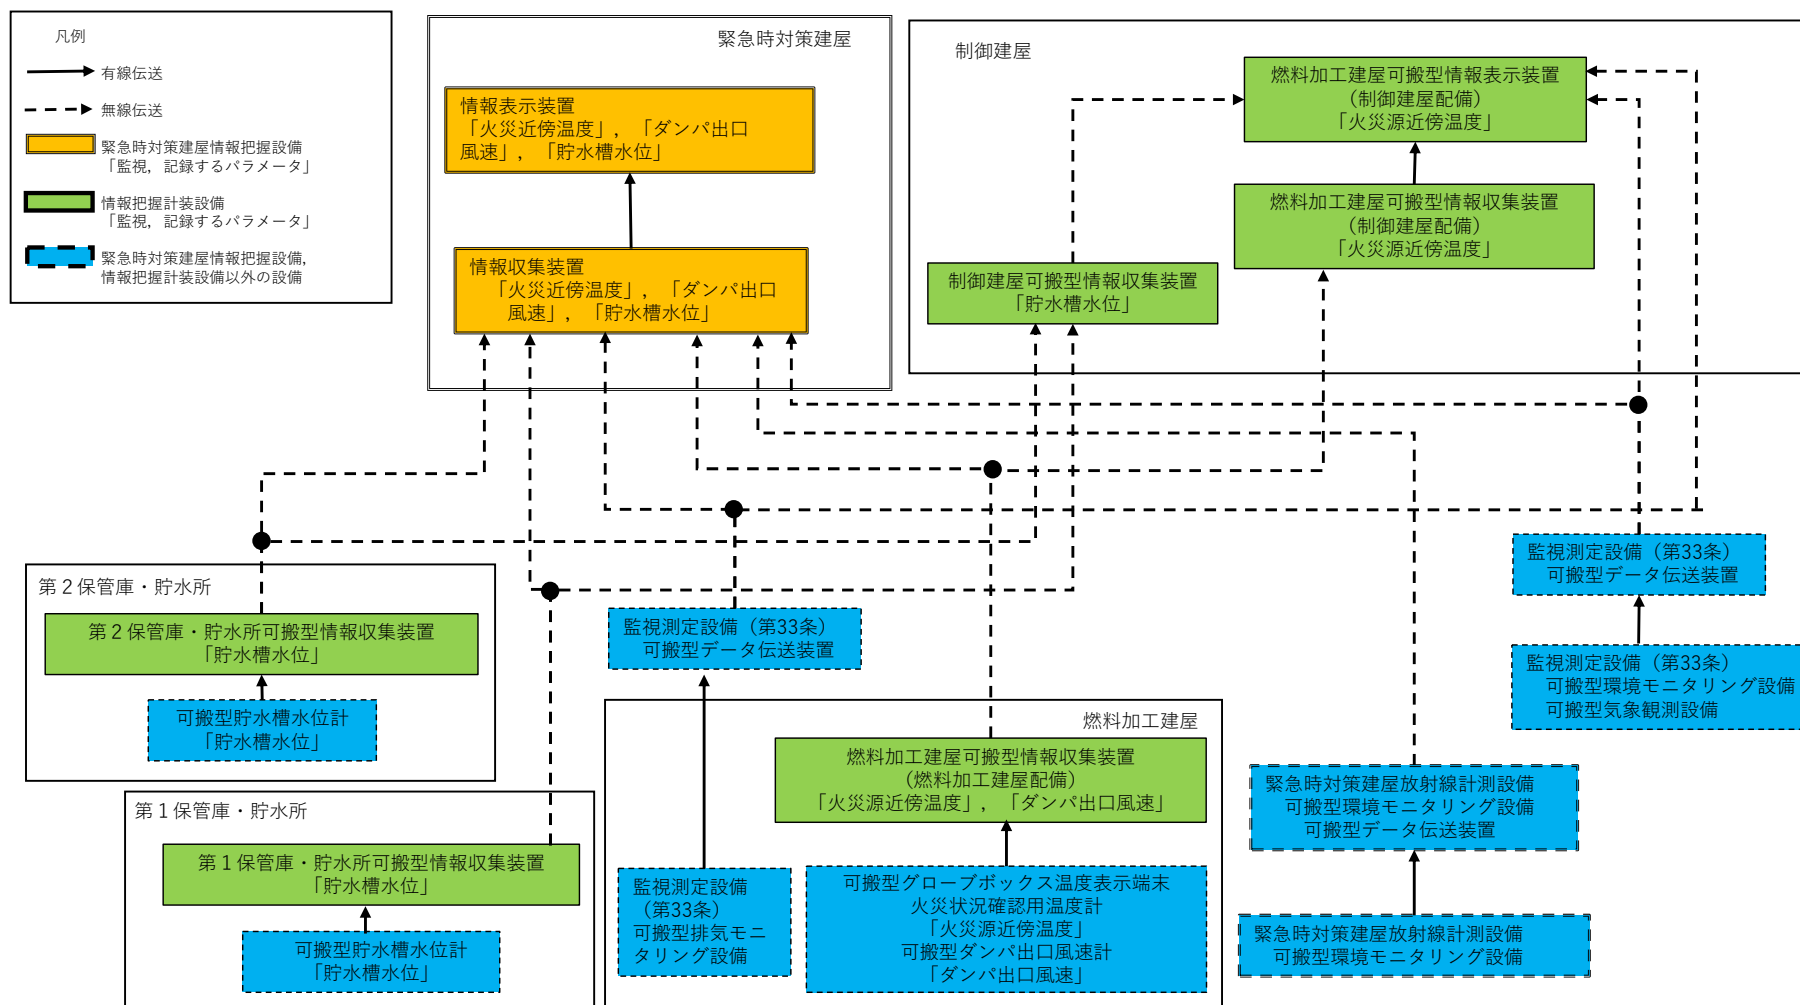 凡例
有線伝送
無線伝送
緊急時対策建屋情報把握設備
「監視，記録するパラメータ」
情報把握計装設備
「監視，記録するパラメータ」
緊急時対策建屋情報把握設備，
情報把握計装設備以外の設備
緊急時対策建屋
情報表示装置
「火災近傍温度」，「ダンパ出口
風速」，「貯水槽水位」
情報収集装置
「火災近傍温度」，「ダンパ出口
風速」，「貯水槽水位」
制御建屋
燃料加工建屋可搬型情報表示装置
（制御建屋配備）
「火災源近傍温度」
燃料加工建屋可搬型情報収集装置
(制御建屋配備)
「火災源近傍温度」
制御建屋可搬型情報収集装置
「貯水槽水位」
第２保管庫・貯水所
第２保管庫・貯水所可搬型情報収集装置
「貯水槽水位」
可搬型貯水槽水位計
「貯水槽水位」
第１保管庫・貯水所
第１保管庫・貯水所可搬型情報収集装置
「貯水槽水位」
可搬型貯水槽水位計
「貯水槽水位」
監視測定設備（第33条）
可搬型データ伝送装置
監視測定設備
（第33条）
可搬型排気モニ
タリング設備
燃料加工建屋
燃料加工建屋可搬型情報収集装置
(燃料加工建屋配備)
「火災源近傍温度」，「ダンパ出口風速」
可搬型グローブボックス温度表示端末
火災状況確認用温度計
「火災源近傍温度」
可搬型ダンパ出口風速計
「ダンパ出口風速」
監視測定設備（第33条）
可搬型データ伝送装置
監視測定設備（第33条）
可搬型環境モニタリング設備
可搬型気象観測設備
緊急時対策建屋放射線計測設備
可搬型環境モニタリング設備
可搬型データ伝送装置
緊急時対策建屋放射線計測設備
可搬型環境モニタリング設備